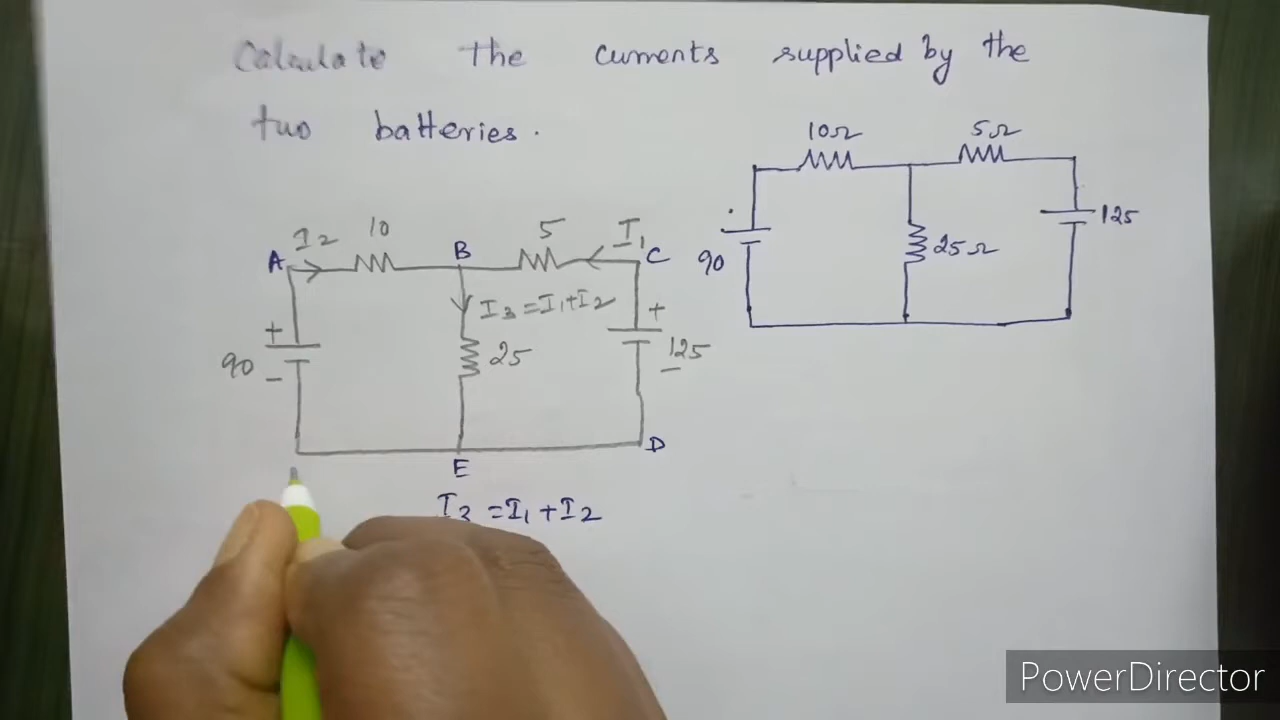 Calculate the currents supplied by the
two batteries.
10Ω 5Ω
90 25Ω 125
I2 10 5 I1
A B C
I3 = I1 + I2
+ +
90 25 125
- -
E D
I3 = I1 + I2
PowerDirector